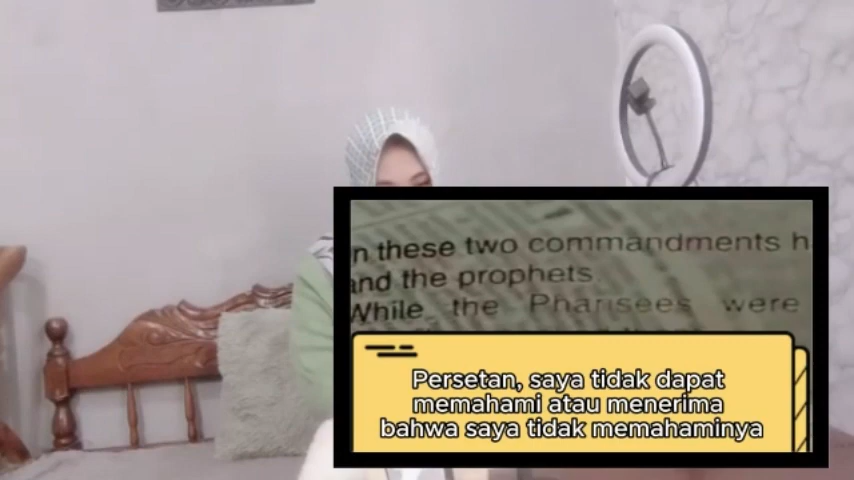 n these two commandments h
and the prophets.
While the Pharisees were
Persetan, saya tidak dapat
memahami atau menerima
bahwa saya tidak memahaminya